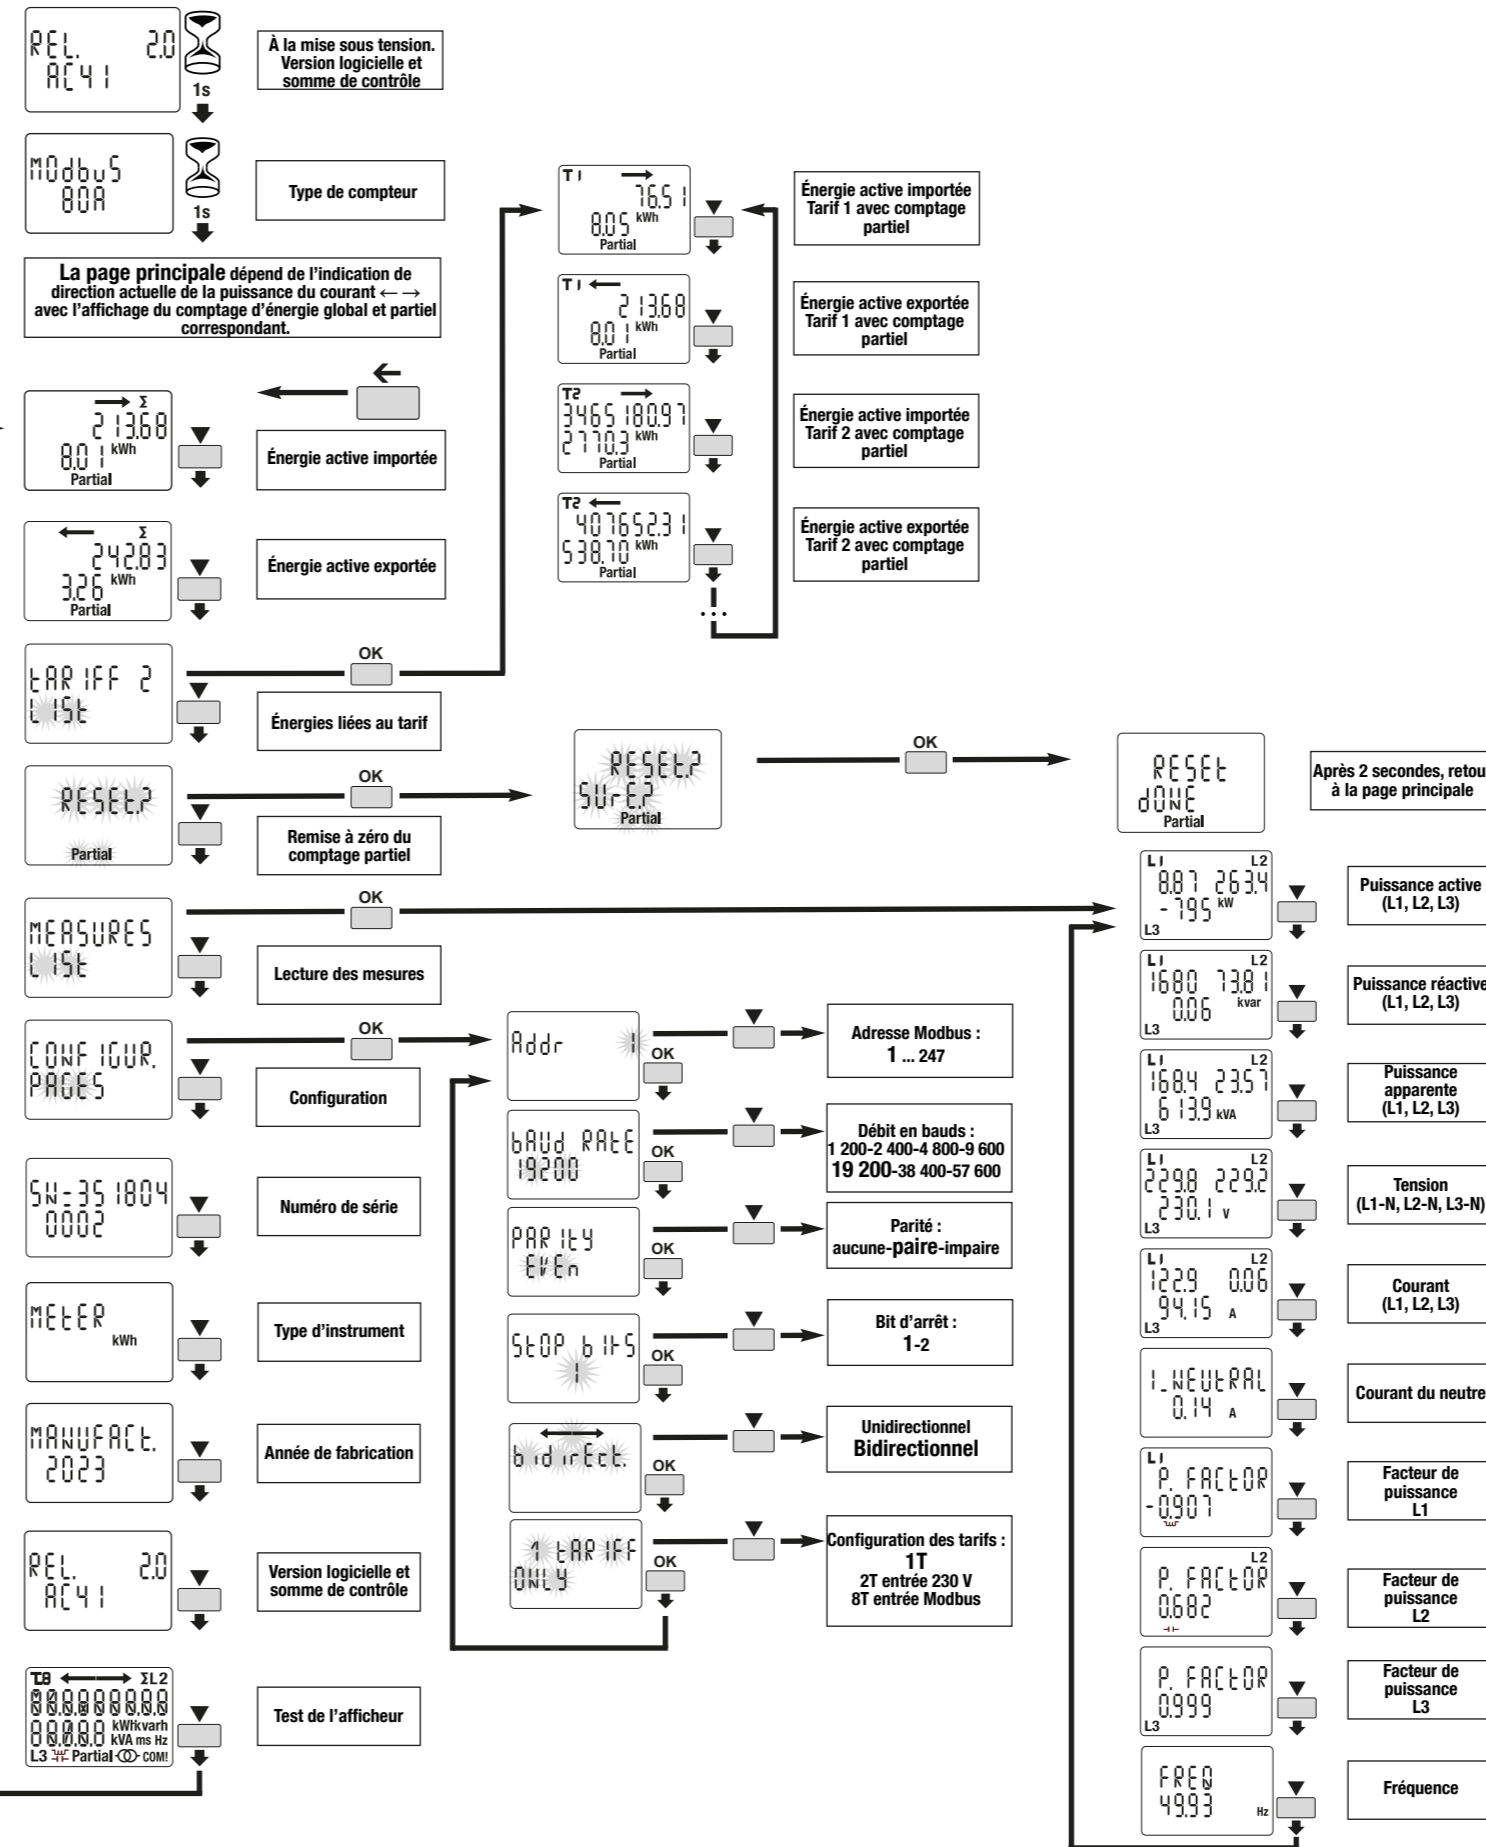 REL. 2.0
AC41
1s
À la mise sous tension.
Version logicielle et
somme de contrôle
MOdbuS
80A
1s
Type de compteur
La page principale dépend de l'indication de
direction actuelle de la puissance du courant ← →
avec l'affichage du comptage d'énergie global et partiel
correspondant.
→ Σ
213.68
8.01 kWh
Partial
←
Énergie active importée
← Σ
242.83
3.26 kWh
Partial
Énergie active exportée
tARIFF 2
LISt
OK
Énergies liées au tarif
T1 →
76.51
8.05 kWh
Partial
Énergie active importée
Tarif 1 avec comptage
partiel
T1 ←
213.68
8.01 kWh
Partial
Énergie active exportée
Tarif 1 avec comptage
partiel
T2 →
3465180.97
2770.3 kWh
Partial
Énergie active importée
Tarif 2 avec comptage
partiel
T2 ←
407652.31
538.70 kWh
Partial
Énergie active exportée
Tarif 2 avec comptage
partiel
...
RESEt?
Partial
OK
Remise à zéro du
comptage partiel
RESEt?
SUrE?
Partial
OK
RESEt
dONE
Partial
Après 2 secondes, retou
à la page principale
MEASURES
LISt
OK
Lecture des mesures
CONFIGUR.
PAGES
OK
Configuration
SN=351804
0002
Numéro de série
MEtER
kWh
Type d'instrument
MANUFACt.
2023
Année de fabrication
REL. 2.0
AC41
Version logicielle et
somme de contrôle
T8 ←→ ΣL2
kWhkvarh
kVA ms Hz
L3 Partial COM!
Test de l'afficheur
Addr 1
OK
Adresse Modbus :
1 ... 247
bAUd RAtE
19200
OK
Débit en bauds :
1 200-2 400-4 800-9 600
19 200-38 400-57 600
PARItY
EVEn
OK
Parité :
aucune-paire-impaire
StOP bItS
1
OK
Bit d'arrêt :
1-2
bidirEct.
OK
Unidirectionnel
Bidirectionnel
1 tARIFF
ONLY
OK
Configuration des tarifs :
1T
2T entrée 230 V
8T entrée Modbus
L1 L2
8.87 263.4
-795 kW
L3
Puissance active
(L1, L2, L3)
L1 L2
1680 73.81
0.06 kvar
L3
Puissance réactive
(L1, L2, L3)
L1 L2
168.4 23.57
613.9 kVA
L3
Puissance
apparente
(L1, L2, L3)
L1 L2
229.8 229.2
230.1 V
L3
Tension
(L1-N, L2-N, L3-N)
L1 L2
122.9 0.06
94.15 A
L3
Courant
(L1, L2, L3)
I_NEUtRAL
0.14 A
Courant du neutre
L1
P. FACtOR
-0.907
Facteur de
puissance
L1
L2
P. FACtOR
0.682
Facteur de
puissance
L2
P. FACtOR
0.999
L3
Facteur de
puissance
L3
FREQ
49.93 Hz
Fréquence